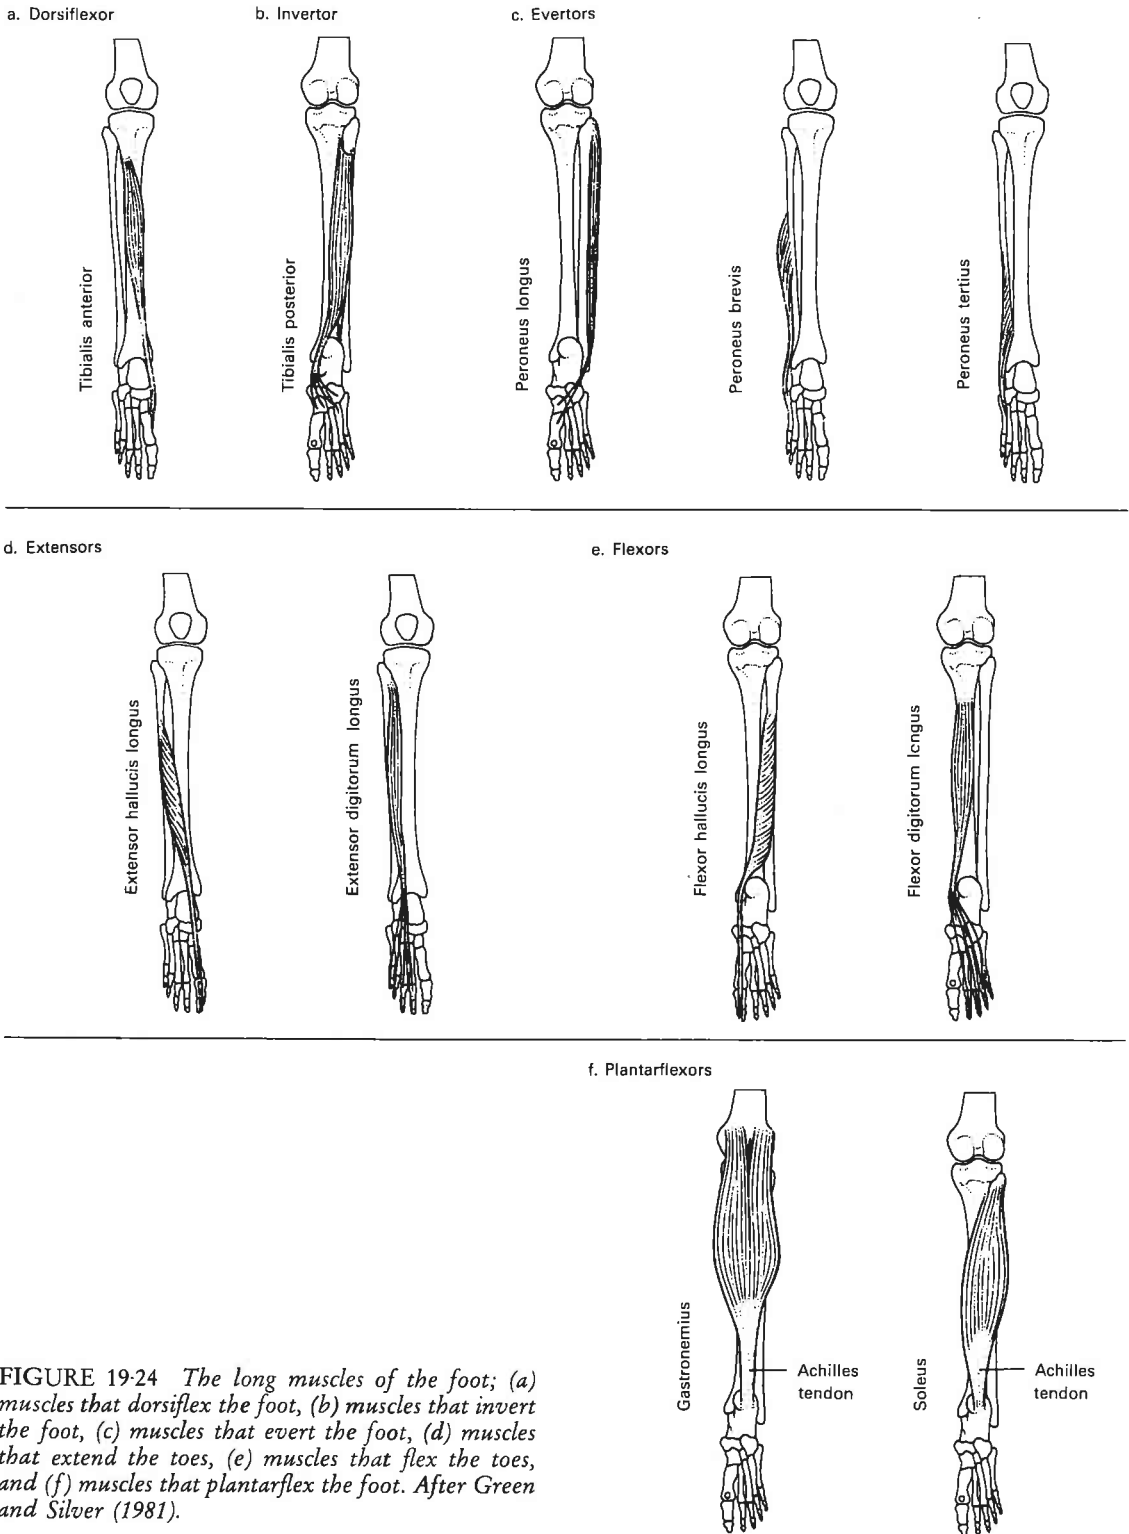 a. Dorsiflexor
b. Invertor
c. Evertors
Tibialis anterior
Tibialis posterior
Peroneus longus
Peroneus brevis
Peroneus tertius
d. Extensors
e. Flexors
Extensor hallucis longus
Extensor digitorum longus
Flexor hallucis longus
Flexor digitorum lcngus
f. Plantarflexors
Gastronemius
Achilles
tendon
Soleus
Achilles
tendon
FIGURE 19·24 The long muscles of the foot; (a)
muscles that dorsiflex the foot, (b) muscles that invert
the foot, (c) muscles that evert the foot, (d) muscles
that extend the toes, (e) muscles that flex the toes,
and (f) muscles that plantarflex the foot. After Green
and Silver (1981).